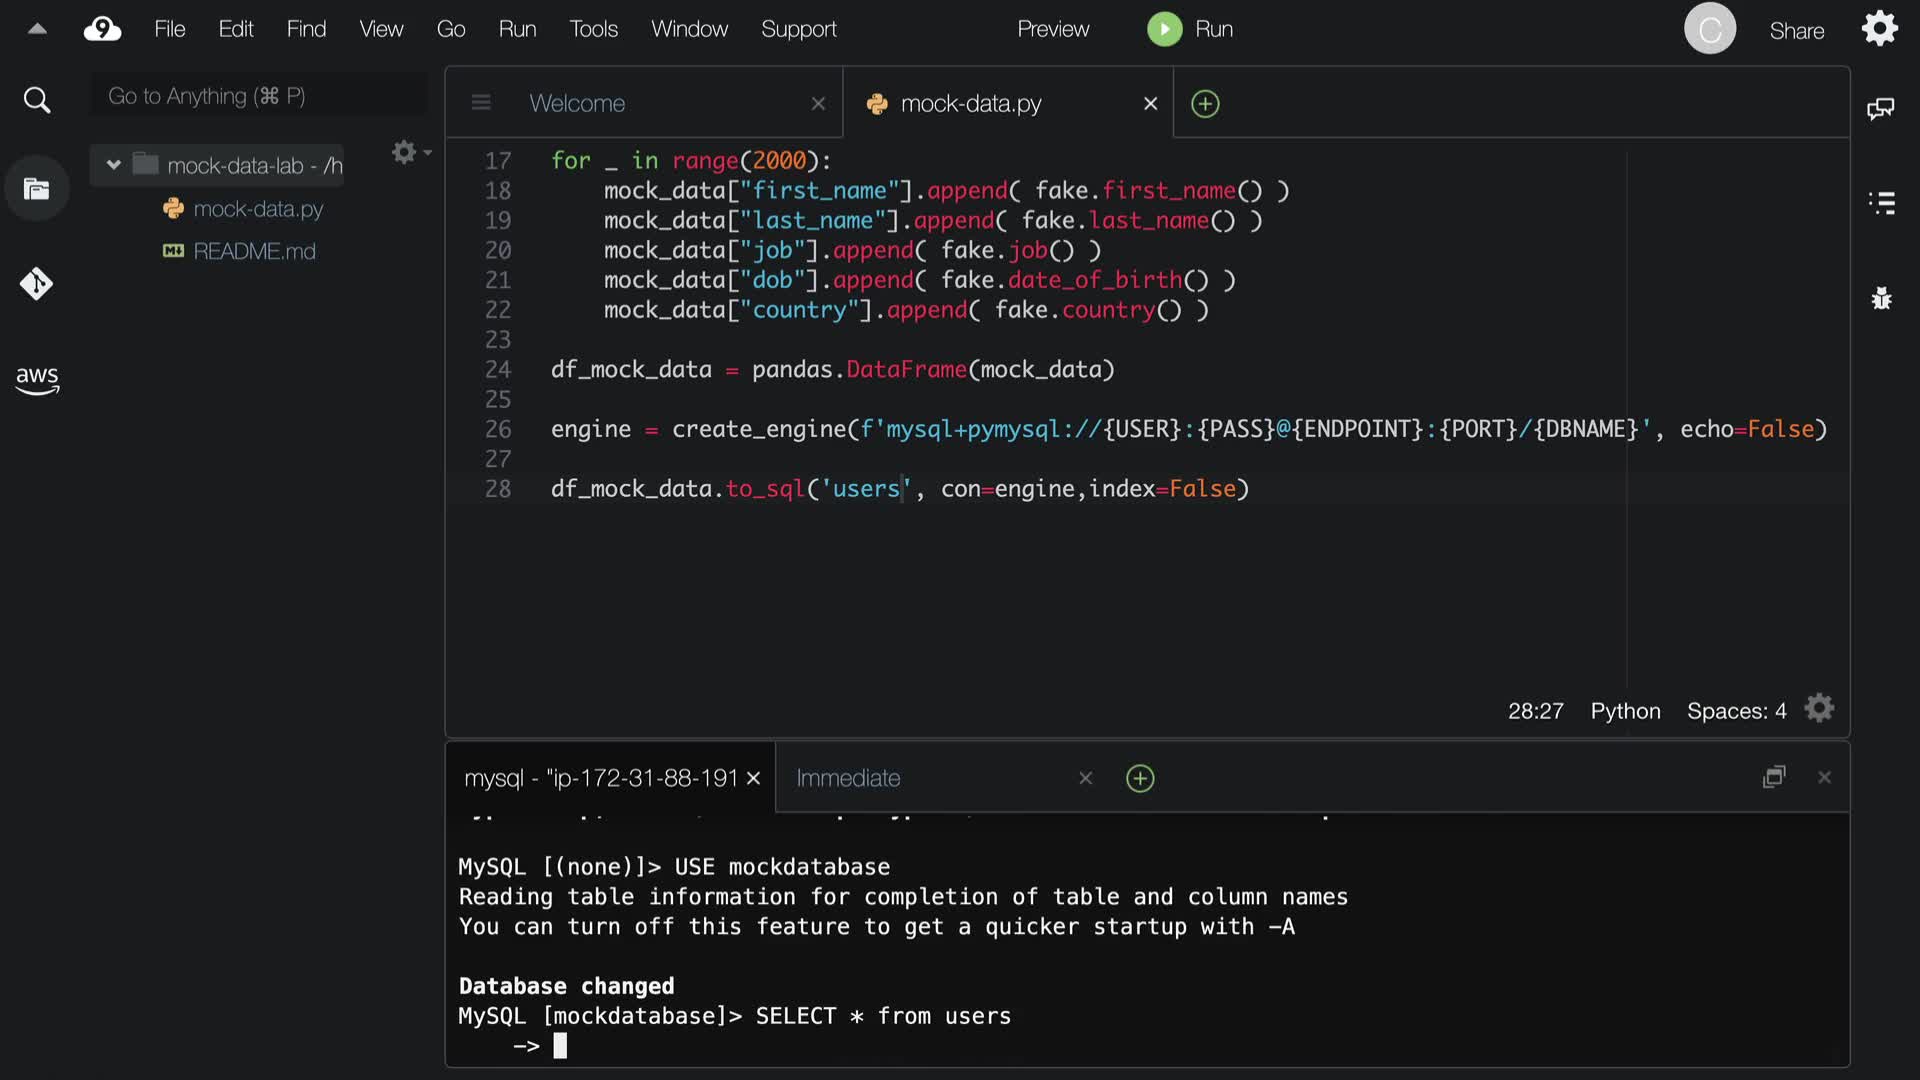 9 File Edit Find View Go Run Tools Window Support Preview Run C Share
Go to Anything (⌘ P)
mock-data-lab - /h
mock-data.py
README.md
aws
Welcome
mock-data.py
17 for _ in range(2000):
18 mock_data["first_name"].append( fake.first_name() )
19 mock_data["last_name"].append( fake.last_name() )
20 mock_data["job"].append( fake.job() )
21 mock_data["dob"].append( fake.date_of_birth() )
22 mock_data["country"].append( fake.country() )
23
24 df_mock_data = pandas.DataFrame(mock_data)
25
26 engine = create_engine(f'mysql+pymysql://{USER}:{PASS}@{ENDPOINT}:{PORT}/{DBNAME}', echo=False)
27
28 df_mock_data.to_sql('users', con=engine,index=False)
28:27 Python Spaces: 4
mysql - "ip-172-31-88-191
Immediate
MySQL [(none)]> USE mockdatabase
Reading table information for completion of table and column names
You can turn off this feature to get a quicker startup with -A
Database changed
MySQL [mockdatabase]> SELECT * from users
->